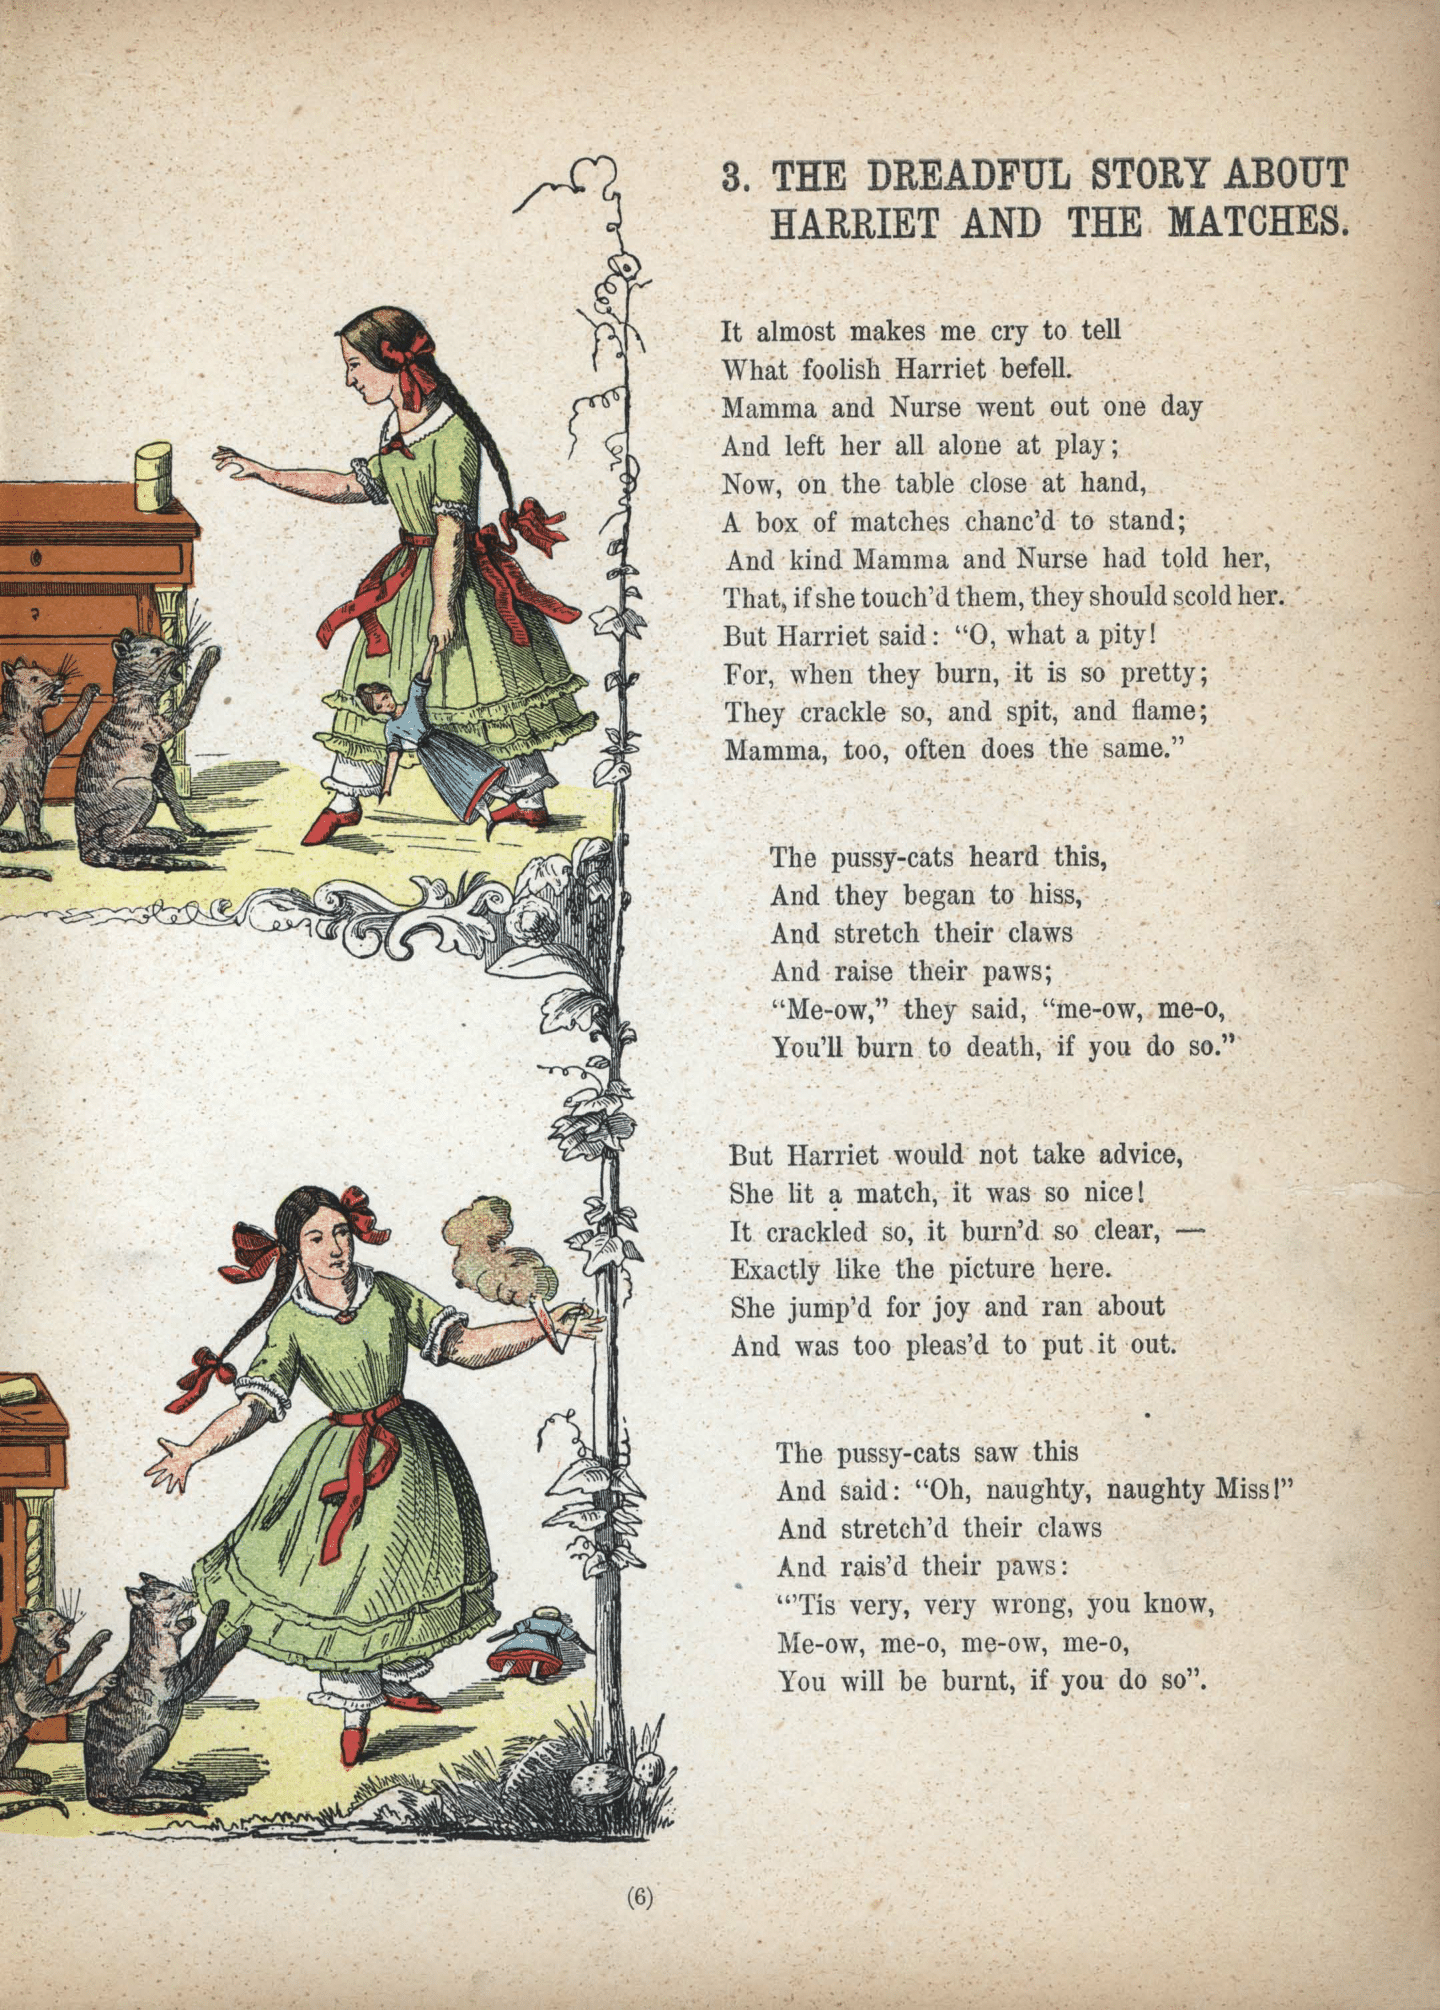 3. THE DREADFUL STORY ABOUT
HARRIET AND THE MATCHES.
It almost makes me cry to tell
What foolish Harriet befell.
Mamma and Nurse went out one day
And left her all alone at play;
Now, on the table close at hand,
A box of matches chanc'd to stand;
And kind Mamma and Nurse had told her,
That, if she touch'd them, they should scold her.
But Harriet said: “O, what a pity!
For, when they burn, it is so pretty;
They crackle so, and spit, and flame;
Mamma, too, often does the same.”
The pussy-cats heard this,
And they began to hiss,
And stretch their claws
And raise their paws;
“Me-ow,” they said, “me-ow, me-o,
You'll burn to death, if you do so.”
But Harriet would not take advice,
She lit a match, it was so nice!
It crackled so, it burn'd so clear, —
Exactly like the picture here.
She jump'd for joy and ran about
And was too pleas'd to put it out.
The pussy-cats saw this
And said: “Oh, naughty, naughty Miss!”
And stretch'd their claws
And rais'd their paws:
“'Tis very, very wrong, you know,
Me-ow, me-o, me-ow, me-o,
You will be burnt, if you do so”.
(6)